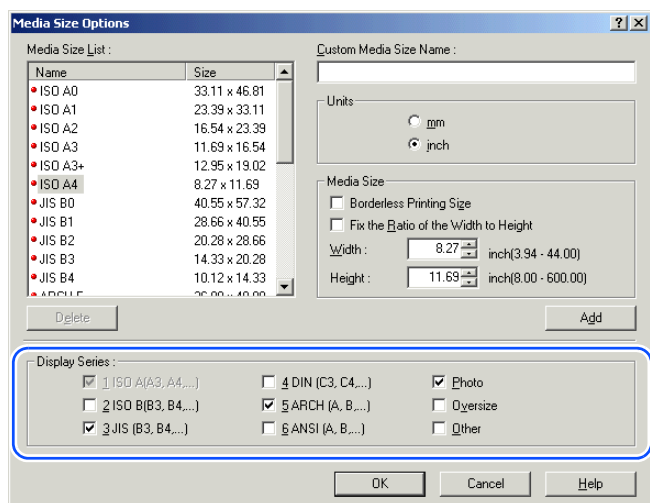 Media Size Options
Media Size List :
Name Size
ISO A0 33.11 x 46.81
ISO A1 23.39 x 33.11
ISO A2 16.54 x 23.39
ISO A3 11.69 x 16.54
ISO A3+ 12.95 x 19.02
ISO A4 8.27 x 11.69
JIS B0 40.55 x 57.32
JIS B1 28.66 x 40.55
JIS B2 20.28 x 28.66
JIS B3 14.33 x 20.28
JIS B4 10.12 x 14.33
Delete
Custom Media Size Name :
Units
mm
inch
Media Size
Borderless Printing Size
Fix the Ratio of the Width to Height
Width : 8.27 inch(3.94 - 44.00)
Height : 11.69 inch(8.00 - 600.00)
Add
Display Series :
1 ISO A(A3, A4,...) 4 DIN (C3, C4,...) Photo
2 ISO B(B3, B4,...) 5 ARCH (A, B,...) Oversize
3 JIS (B3, B4,...) 6 ANSI (A, B,...) Other
OK Cancel Help